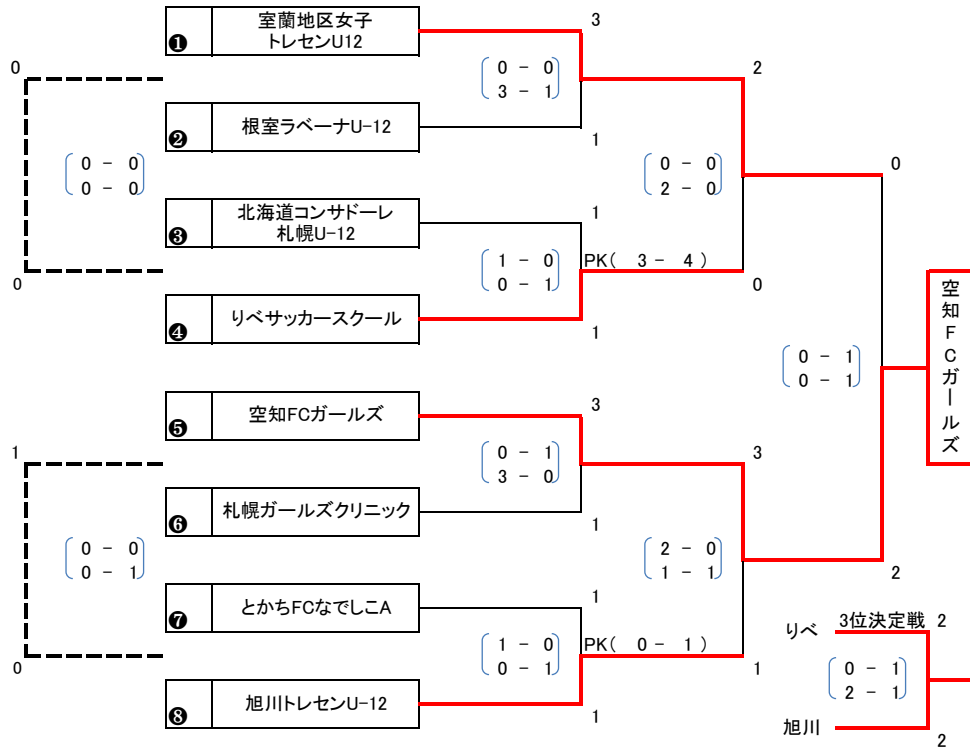 3
室蘭地区女子
トレセンU12
❶
0
0 - 0
3 - 1
2
根室ラベーナU-12
❷
1
0 - 0
0 - 0
0 - 0
2 - 0
0
北海道コンサドーレ
札幌U-12
❸
1
1 - 0
0 - 1
PK( 3 - 4 )
0
0
りべサッカースクール
❹
1
空知FCガールズ
0 - 1
0 - 1
空知FCガールズ
❺
3
1
0 - 1
3 - 0
3
札幌ガールズクリニック
❻
1
0 - 0
0 - 1
2 - 0
1 - 1
2
とかちFCなでしこA
❼
1
1 - 0
0 - 1
PK( 0 - 1 )
0
1
旭川トレセンU-12
❽
1
りべ
3位決定戦
2
0 - 1
2 - 1
旭川
2